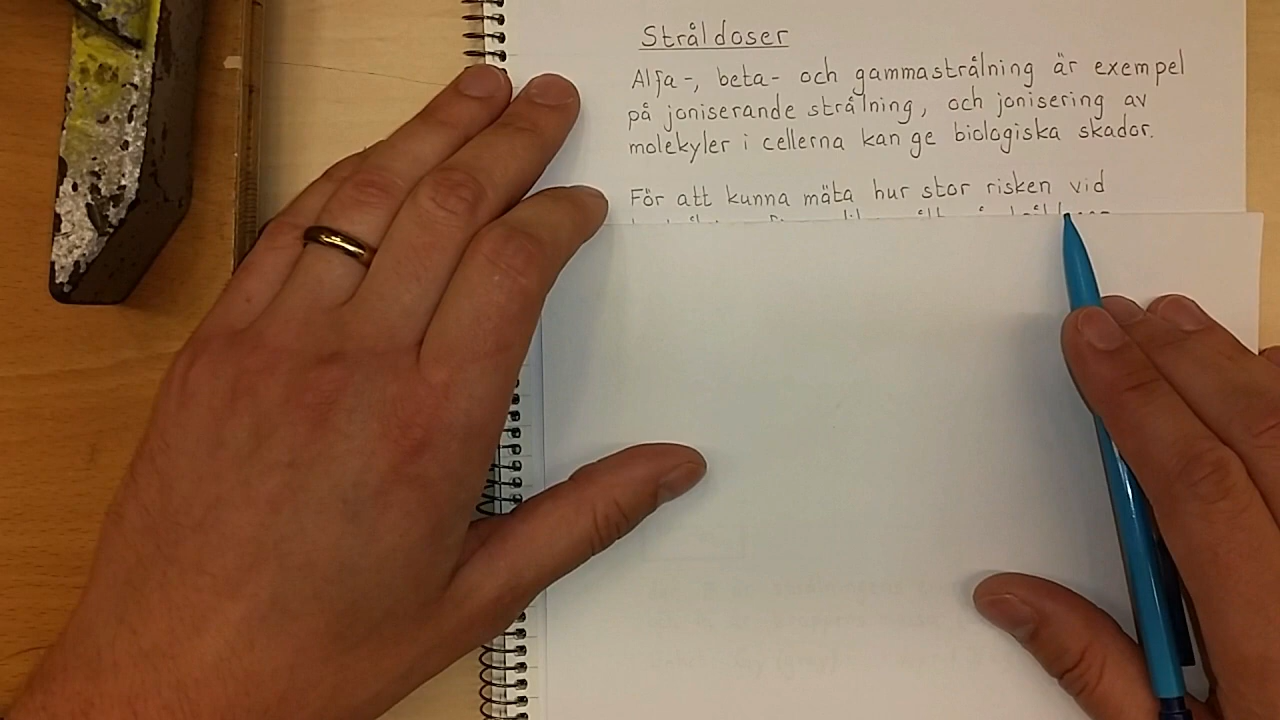 Stråldoser
Alfa-, beta- och gammastrålning är exempel
på joniserande strålning, och jonisering av
molekyler i cellerna kan ge biologiska skador.
För att kunna mäta hur stor risken vid